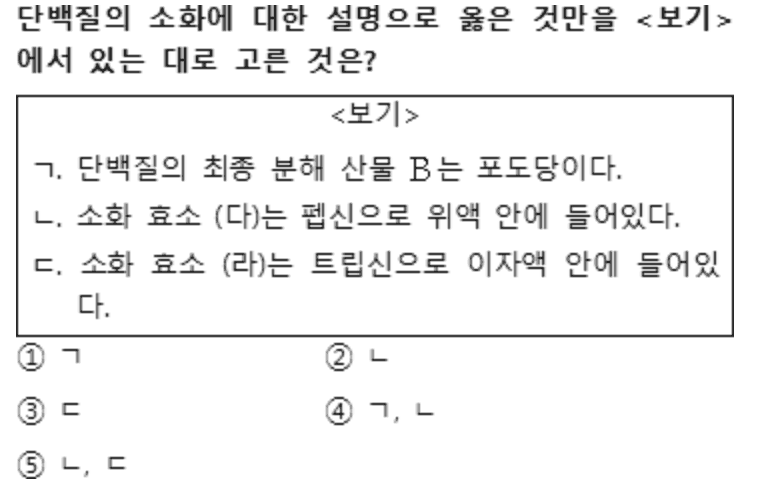 단백질의 소화에 대한 설명으로 옳은 것만을 <보기>
에서 있는 대로 고른 것은?
<보기>
ㄱ. 단백질의 최종 분해 산물 B는 포도당이다.
ㄴ. 소화 효소 (다)는 펩신으로 위액 안에 들어있다.
ㄷ. 소화 효소 (라)는 트립신으로 이자액 안에 들어있
다.
① ㄱ ② ㄴ
③ ㄷ ④ ㄱ, ㄴ
⑤ ㄴ, ㄷ